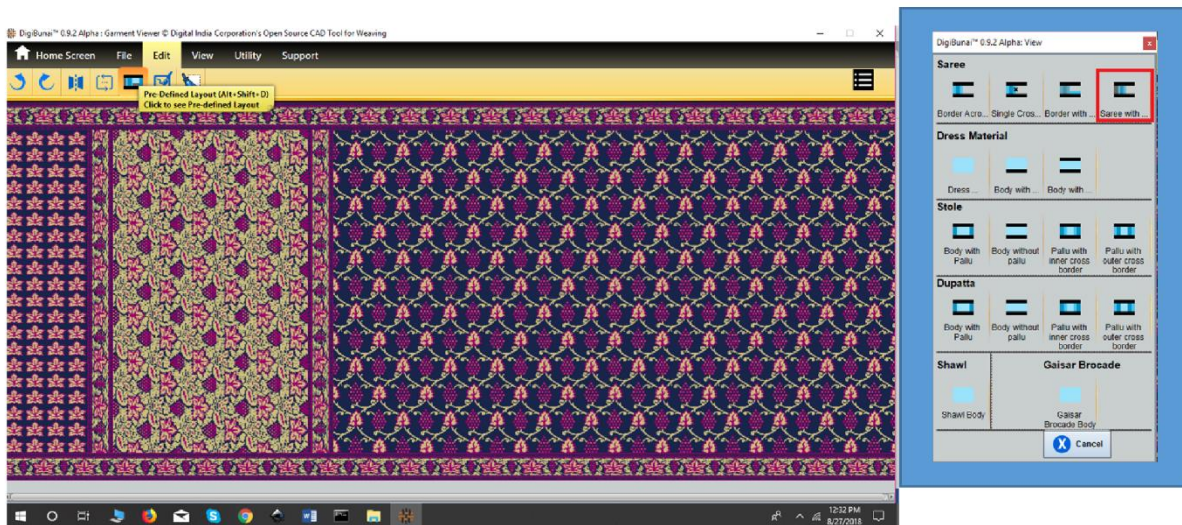 DigiBunai™ 0.9.2 Alpha : Garment Viewer © Digital India Corporation's Open Source CAD Tool for Weaving
Home Screen File Edit View Utility Support
Pre-Defined Layout (Alt+Shift+D)
Click to see Pre-defined Layout
12:32 PM
8/27/2018
DigiBunai™ 0.9.2 Alpha: View
Saree
Border Acro... Single Cros... Border with ... Saree with ...
Dress Material
Dress ... Body with ... Body with ...
Stole
Body with Body without Pallu with Pallu with
Pallu pallu inner cross outer cross
border border
Dupatta
Body with Body without Pallu with Pallu with
Pallu pallu inner cross outer cross
border border
Shawl Gaisar Brocade
Shawl Body Gaisar
Brocade Body
X Cancel